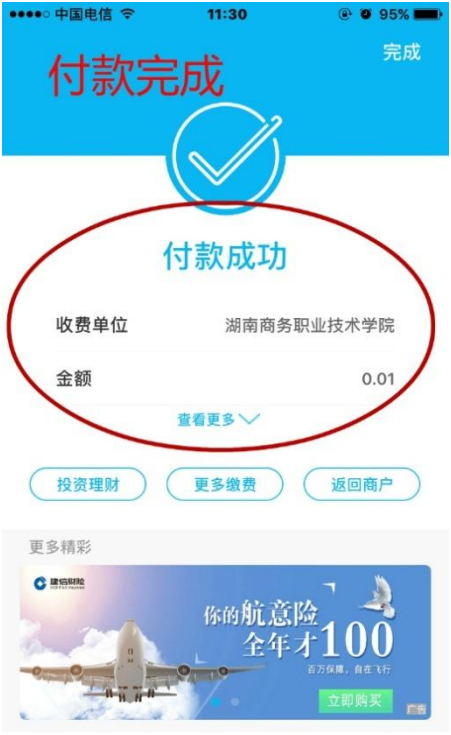 中国电信 11:30 95%
完成
付款完成
付款成功
收费单位 湖南商务职业技术学院
金额 0.01
查看更多
投资理财 更多缴费 返回商户
更多精彩
建信财险
你的航意险
全年才100
百万保障，自在飞行
立即购买
广告